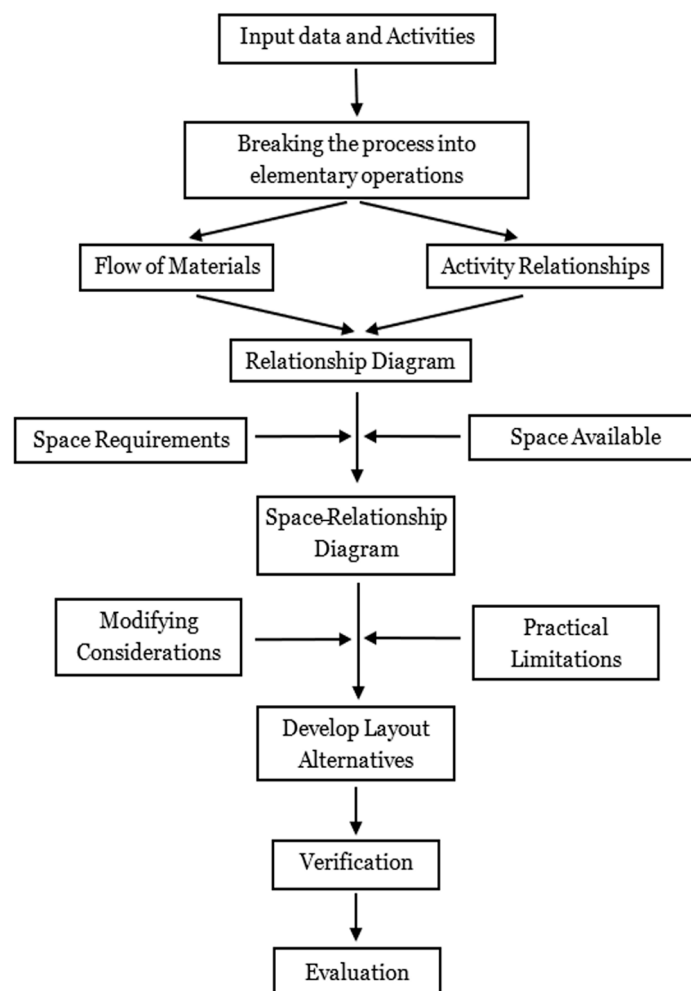 Input data and Activities
Breaking the process into
elementary operations
Flow of Materials
Activity Relationships
Relationship Diagram
Space Requirements
Space Available
Space-Relationship
Diagram
Modifying
Considerations
Practical
Limitations
Develop Layout
Alternatives
Verification
Evaluation